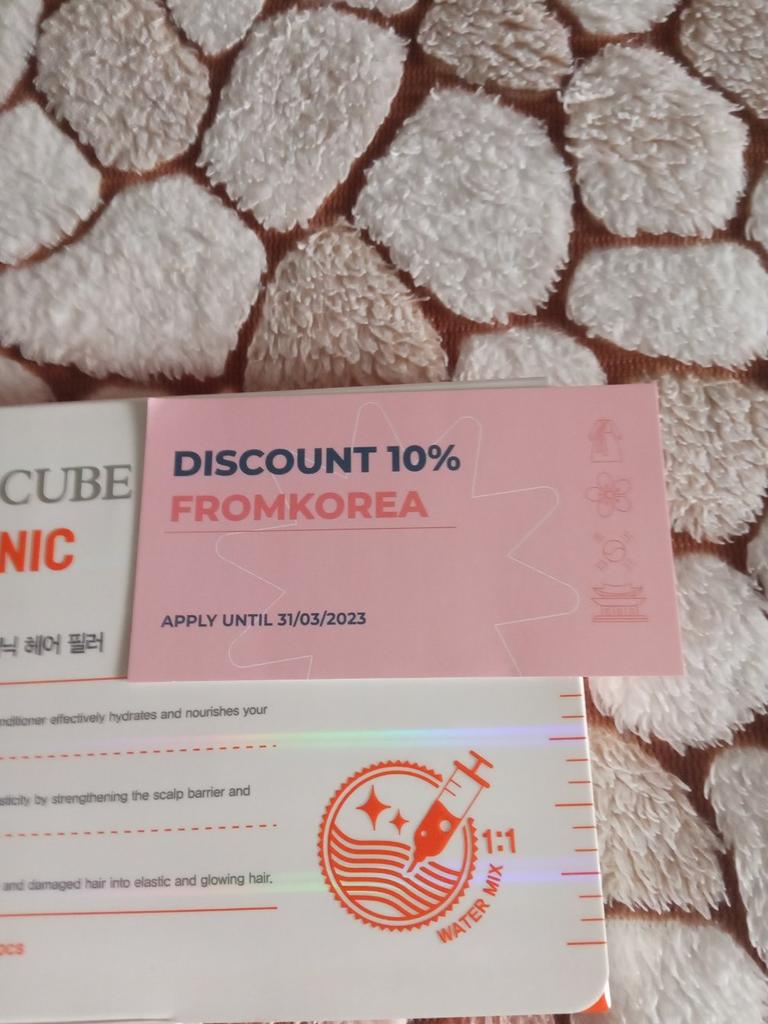 CUBE
NIC
닉 헤어 필러
DISCOUNT 10%
FROMKOREA
APPLY UNTIL 31/03/2023
nditioner effectively hydrates and nourishes your
sticity by strengthening the scalp barrier and
and damaged hair into elastic and glowing hair.
pcs
1:1
WATER MIX